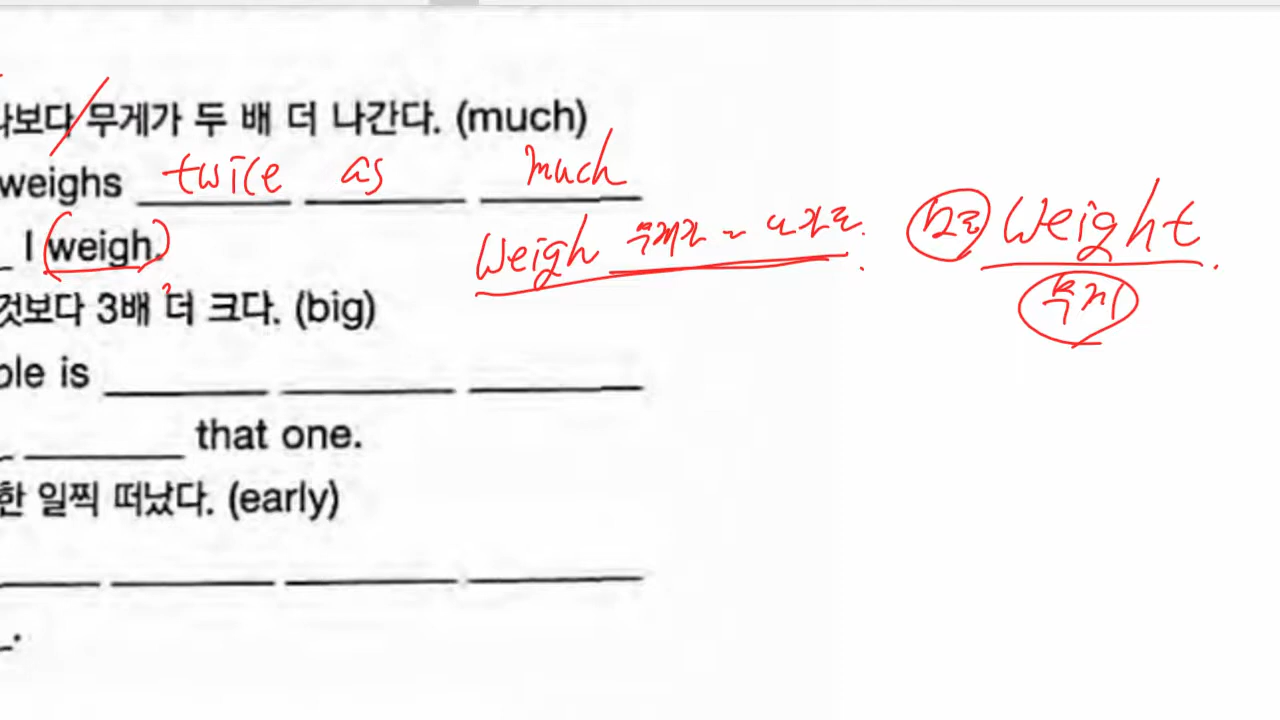 나보다 무게가 두 배 더 나간다. (much)
weighs twice as much
I weigh.
Weigh 무게가 ~ 나가다.
명 Weight.
무게
것보다 3배 더 크다. (big)
ble is
that one.
한 일찍 떠났다. (early)